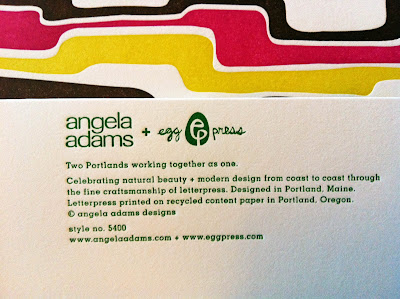 angela
adams + egg ep press
Two Portlands working together as one.
Celebrating natural beauty + modern design from coast to coast through
the fine craftsmanship of letterpress. Designed in Portland, Maine.
Letterpress printed on recycled content paper in Portland, Oregon.
© angela adams designs
style no. 5400
www.angelaadams.com + www.eggpress.com